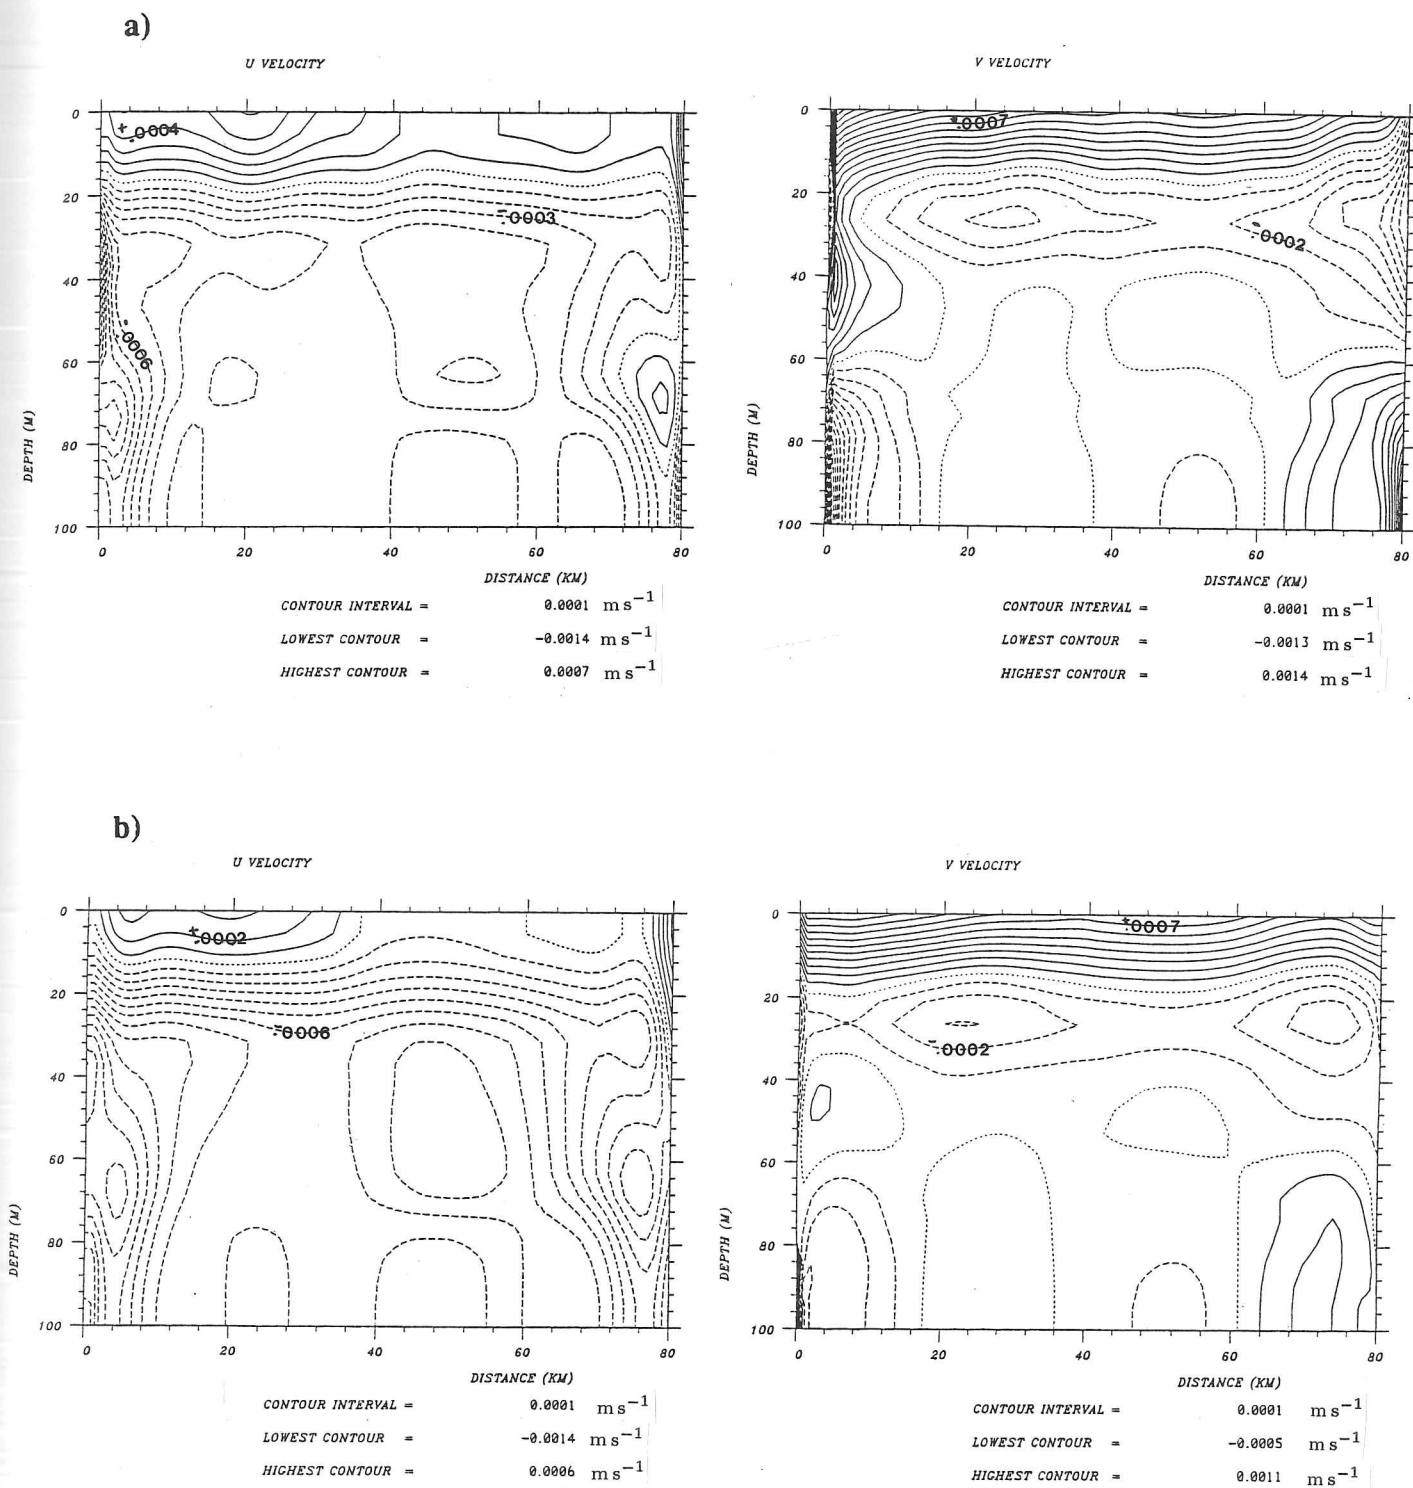 a)
U VELOCITY
0
20
40
60
80
100
DEPTH (M)
+.0004
-.0003
-.0006
0 20 40 60 80
DISTANCE (KM)
CONTOUR INTERVAL = 0.0001 m s−1
LOWEST CONTOUR = -0.0014 m s−1
HIGHEST CONTOUR = 0.0007 m s−1
V VELOCITY
0
20
40
60
80
100
DEPTH (M)
+.0007
-.0002
0 20 40 60 80
DISTANCE (KM)
CONTOUR INTERVAL = 0.0001 m s−1
LOWEST CONTOUR = -0.0013 m s−1
HIGHEST CONTOUR = 0.0014 m s−1
b)
U VELOCITY
0
20
40
60
80
100
DEPTH (M)
+.0002
-.0006
0 20 40 60 80
DISTANCE (KM)
CONTOUR INTERVAL = 0.0001 m s−1
LOWEST CONTOUR = -0.0014 m s−1
HIGHEST CONTOUR = 0.0006 m s−1
V VELOCITY
0
20
40
60
80
100
DEPTH (M)
+.0007
-.0002
0 20 40 60 80
DISTANCE (KM)
CONTOUR INTERVAL = 0.0001 m s−1
LOWEST CONTOUR = -0.0005 m s−1
HIGHEST CONTOUR = 0.0011 m s−1